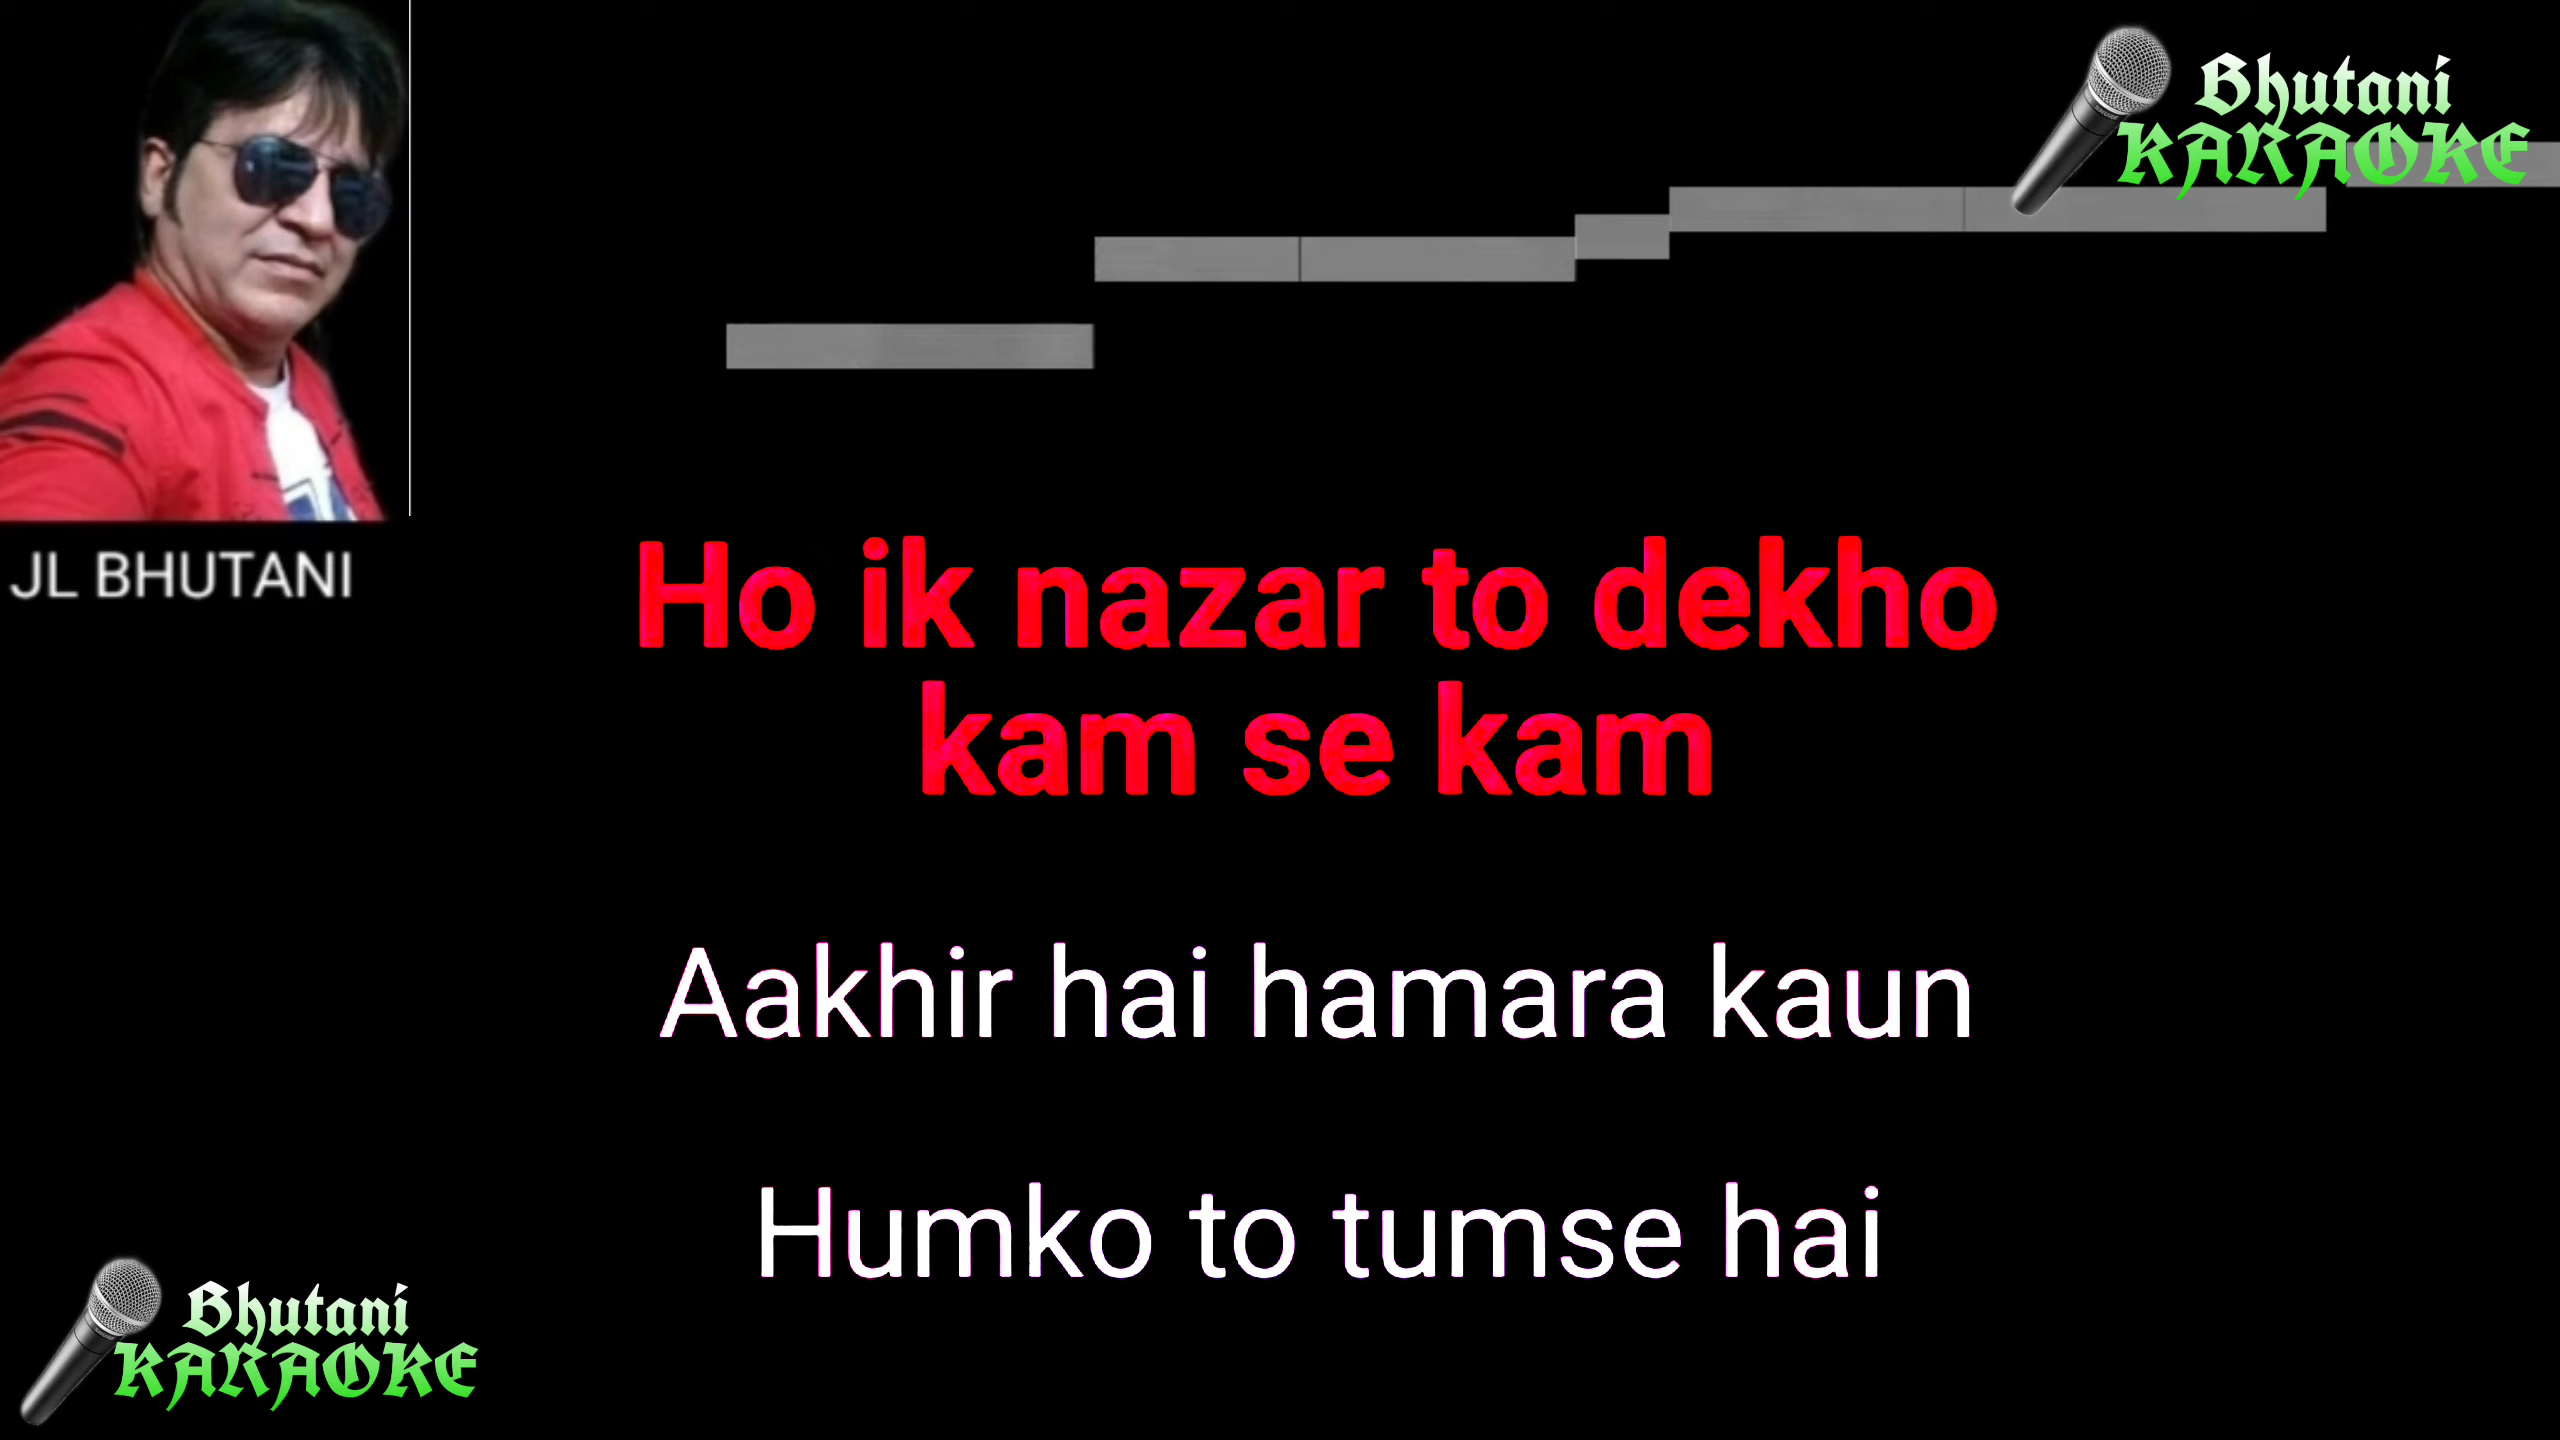 Bhutani
KARAOKE
JL BHUTANI
Ho ik nazar to dekho
kam se kam
Aakhir hai hamara kaun
Humko to tumse hai
Bhutani
KARAOKE